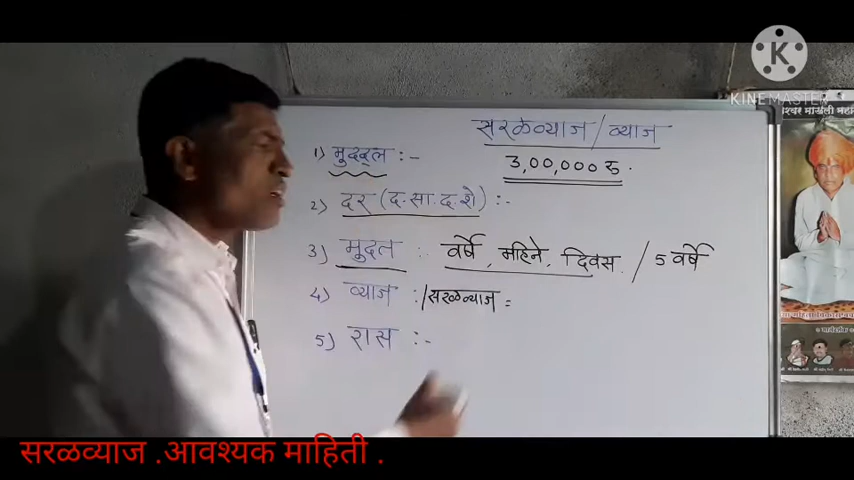 KINEMASTER
सरळव्याज/व्याज
1) मुद्दल :-
3,00,000 रु.
2) दर (द.सा.द.शे) :-
3) मुदत : वर्षे, महिने, दिवस. / 5 वर्षे
4) व्याज :/सरळव्याज =
5) रास :-
सरळव्याज .आवश्यक माहिती .